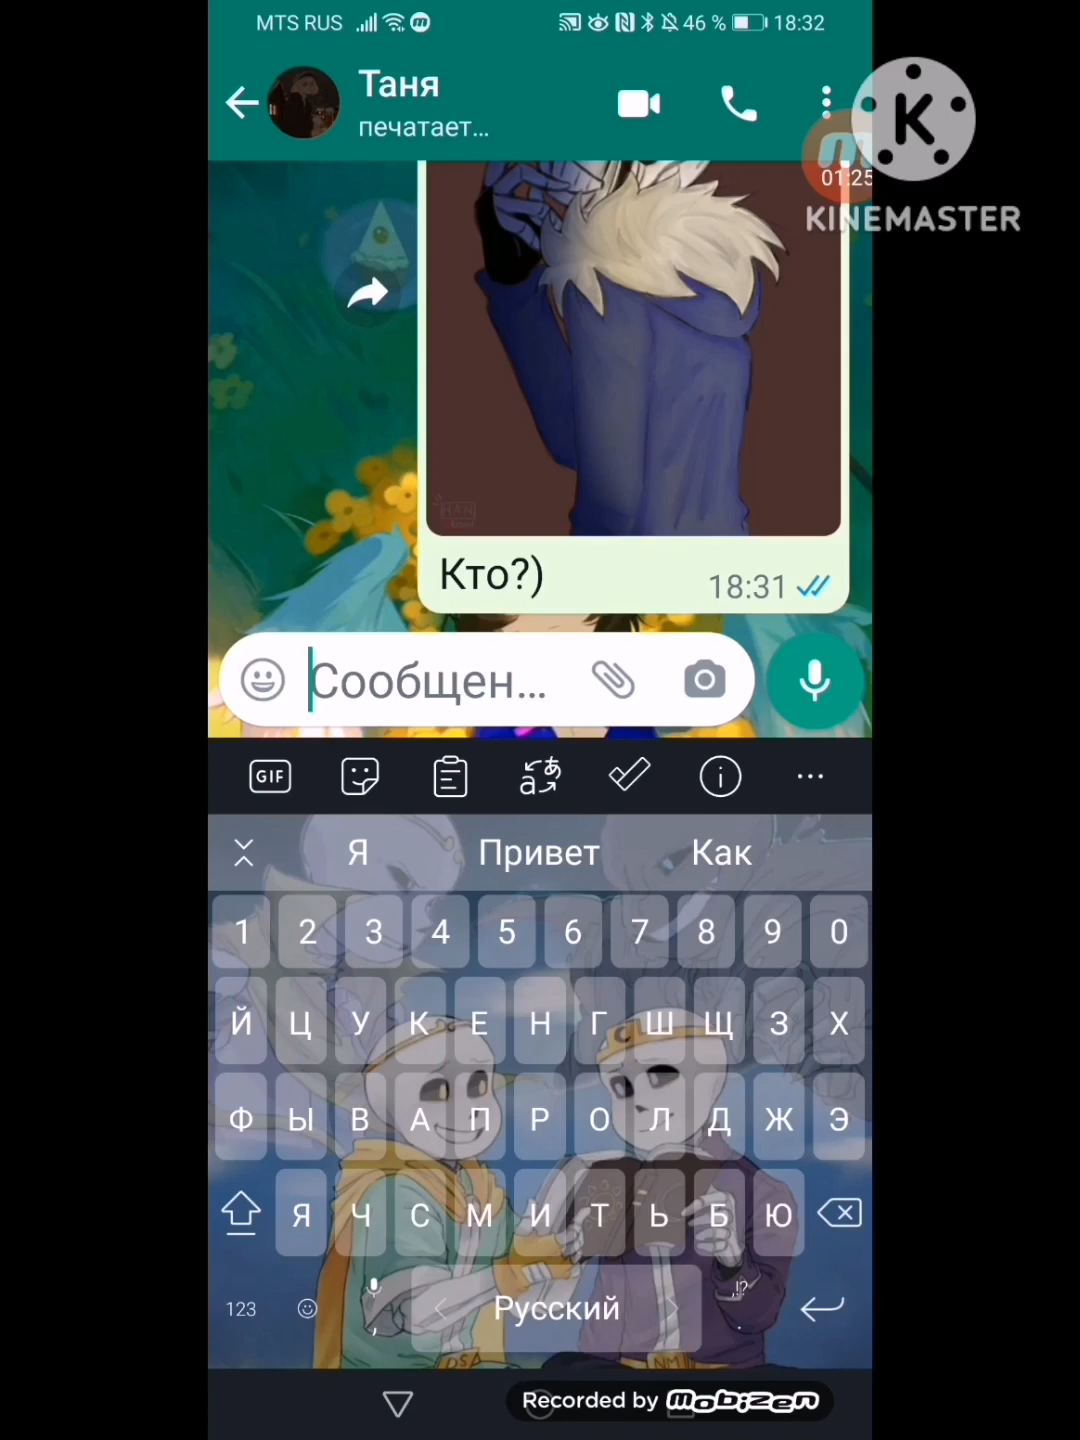 MTS RUS
46 %
18:32
Таня
печатает...
K
01:25
KINEMASTER
HAN
Кто?)
18:31
Сообщен...
GIF
Я Привет Как
1 2 3 4 5 6 7 8 9 0
Й Ц У К Е Н Г Ш Щ З Х
Ф Ы В А П Р О Л Д Ж Э
Я Ч С М И Т Ь Б Ю
123
,
Русский
,!?
.
Recorded by mobizen